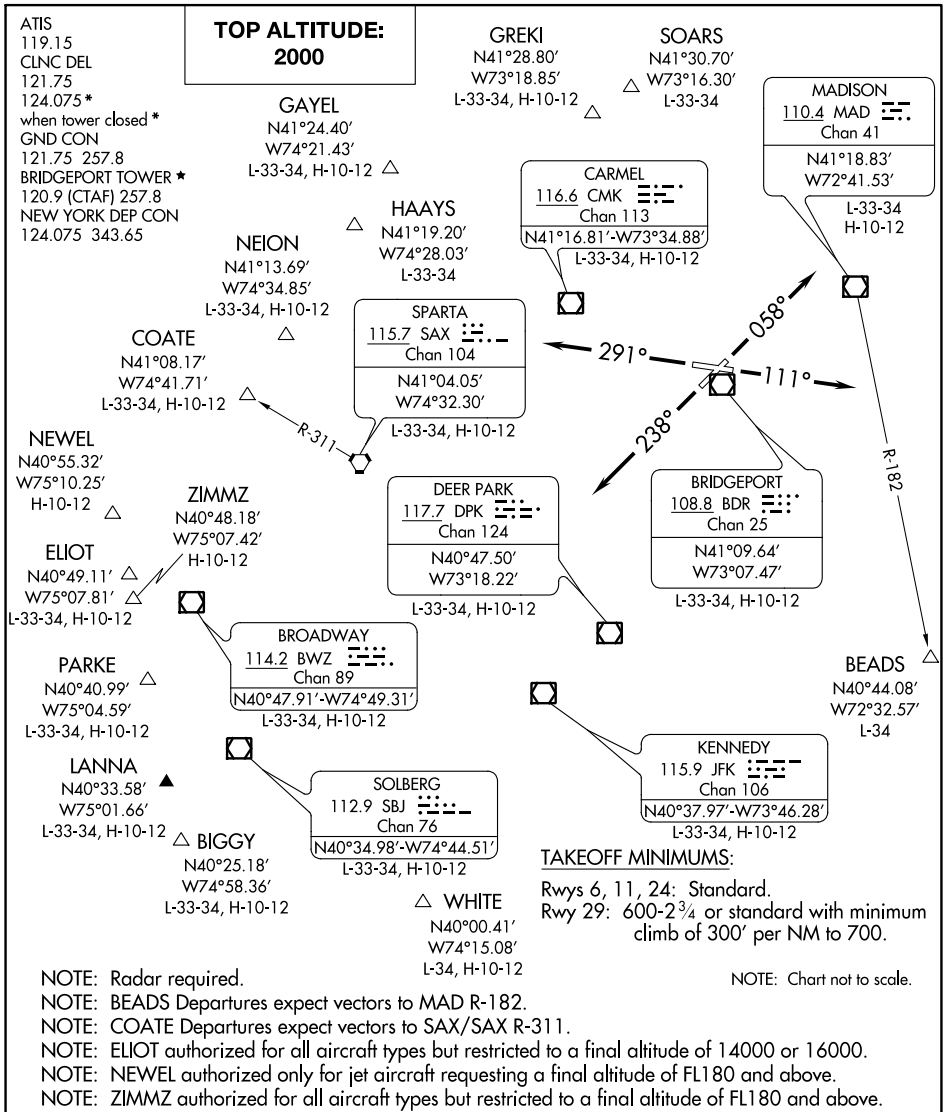 ATIS
119.15
CLNC DEL
121.75
124.075 *
when tower closed *
GND CON
121.75 257.8
BRIDGEPORT TOWER ★
120.9 (CTAF) 257.8
NEW YORK DEP CON
124.075 343.65
TOP ALTITUDE:
2000
GREKI
N41°28.80'
W73°18.85'
L-33-34, H-10-12
SOARS
N41°30.70'
W73°16.30'
L-33-34
MADISON
110.4 MAD
Chan 41
N41°18.83'
W72°41.53'
L-33-34
H-10-12
GAYEL
N41°24.40'
W74°21.43'
L-33-34, H-10-12
CARMEL
116.6 CMK
Chan 113
N41°16.81'-W73°34.88'
L-33-34, H-10-12
HAAYS
N41°19.20'
W74°28.03'
L-33-34
NEION
N41°13.69'
W74°34.85'
L-33-34, H-10-12
SPARTA
115.7 SAX
Chan 104
N41°04.05'
W74°32.30'
L-33-34, H-10-12
COATE
N41°08.17'
W74°41.71'
L-33-34, H-10-12
R-311
058°
291°
111°
238°
R-182
NEWEL
N40°55.32'
W75°10.25'
H-10-12
ZIMMZ
N40°48.18'
W75°07.42'
H-10-12
DEER PARK
117.7 DPK
Chan 124
N40°47.50'
W73°18.22'
L-33-34, H-10-12
BRIDGEPORT
108.8 BDR
Chan 25
N41°09.64'
W73°07.47'
L-33-34, H-10-12
ELIOT
N40°49.11'
W75°07.81'
L-33-34, H-10-12
BROADWAY
114.2 BWZ
Chan 89
N40°47.91'-W74°49.31'
L-33-34, H-10-12
PARKE
N40°40.99'
W75°04.59'
L-33-34, H-10-12
BEADS
N40°44.08'
W72°32.57'
L-34
LANNA
N40°33.58'
W75°01.66'
L-33-34, H-10-12
SOLBERG
112.9 SBJ
Chan 76
N40°34.98'-W74°44.51'
L-33-34, H-10-12
KENNEDY
115.9 JFK
Chan 106
N40°37.97'-W73°46.28'
L-33-34, H-10-12
BIGGY
N40°25.18'
W74°58.36'
L-33-34, H-10-12
WHITE
N40°00.41'
W74°15.08'
L-34, H-10-12
TAKEOFF MINIMUMS:
Rwys 6, 11, 24: Standard.
Rwy 29: 600-2¾ or standard with minimum
climb of 300' per NM to 700.
NOTE: Radar required.
NOTE: Chart not to scale.
NOTE: BEADS Departures expect vectors to MAD R-182.
NOTE: COATE Departures expect vectors to SAX/SAX R-311.
NOTE: ELIOT authorized for all aircraft types but restricted to a final altitude of 14000 or 16000.
NOTE: NEWEL authorized only for jet aircraft requesting a final altitude of FL180 and above.
NOTE: ZIMMZ authorized for all aircraft types but restricted to a final altitude of FL180 and above.